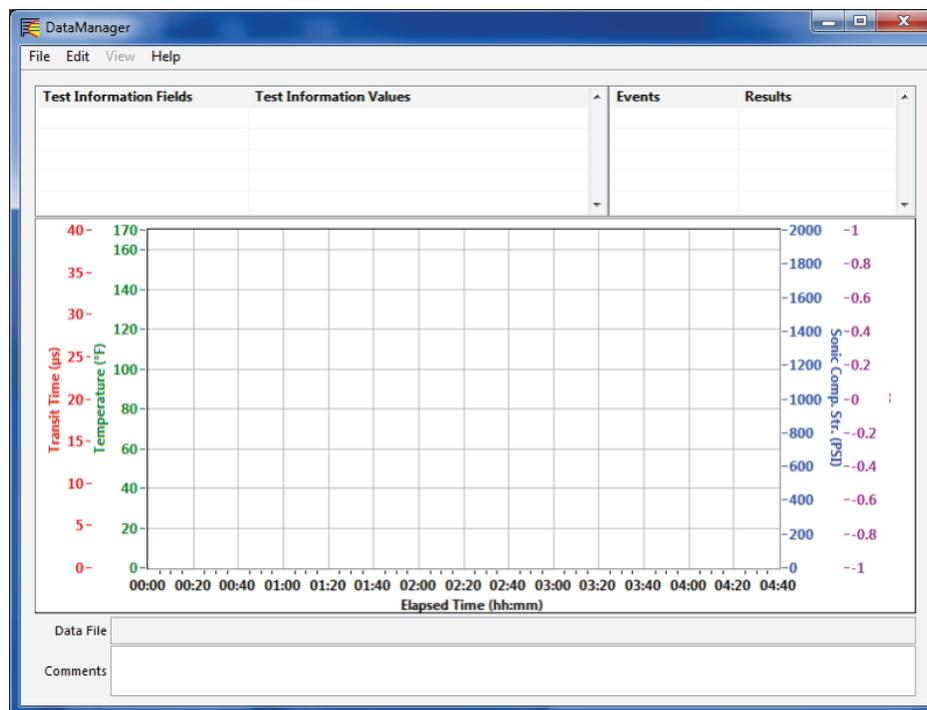 DataManager
File Edit View Help
Test Information Fields Test Information Values Events Results
40 170 2000 1
160
35 1800 0.8
140
30 1600 0.6
120 1400 0.4
25
100 1200 0.2
20 1000 0
80
15 800 -0.2
60
10 600 -0.4
40 400 -0.6
5
20 200 -0.8
0 0 0 -1
Transit Time (µs)
Temperature (°F)
Sonic Comp. Str. (PSI)
00:00 00:20 00:40 01:00 01:20 01:40 02:00 02:20 02:40 03:00 03:20 03:40 04:00 04:20 04:40
Elapsed Time (hh:mm)
Data File
Comments